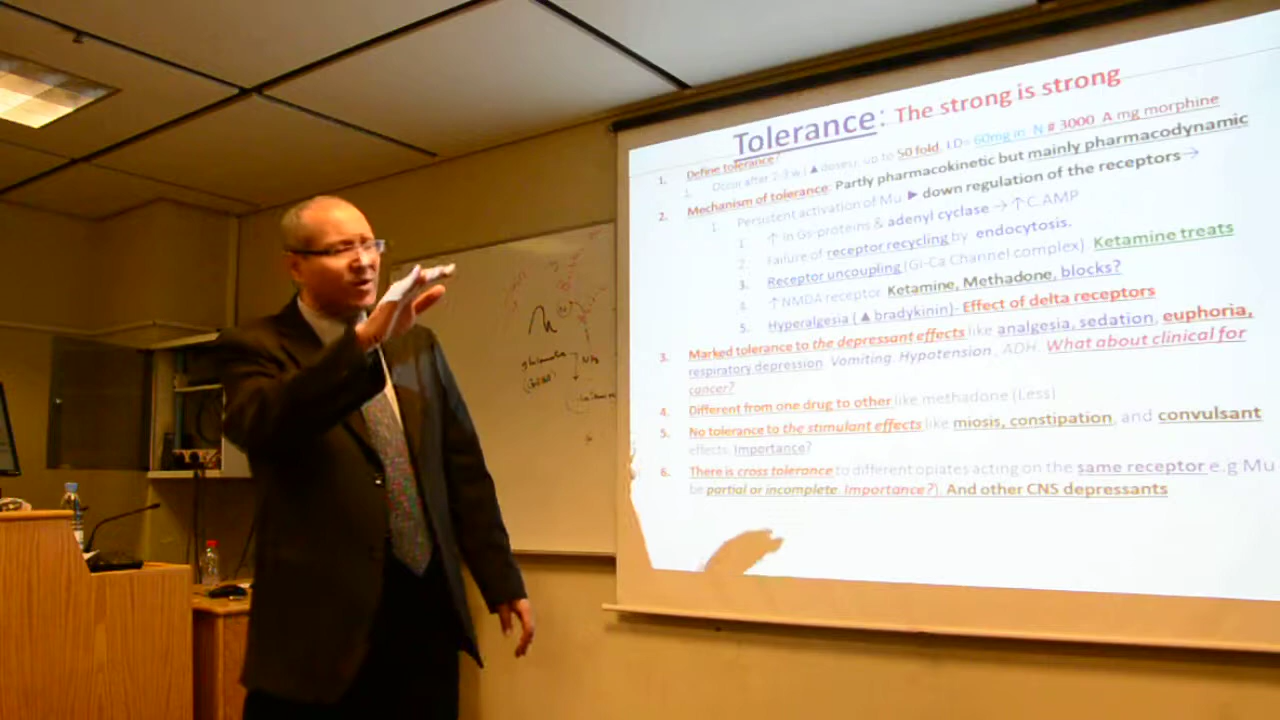 Tolerance: The strong is strong
1. Define tolerance?
1. Occur after 2-3 w (▲doses), up to 50 fold, LD= 60mg in N # 3000 A mg morphine
2. Mechanism of tolerance: Partly pharmacokinetic but mainly pharmacodynamic
1. Persistent activation of Mu ► down regulation of the receptors→
1. ↑ in Gs-proteins & adenyl cyclase → ↑ C.AMP
2. Failure of receptor recycling by endocytosis.
3. Receptor uncoupling (Gi-Ca Channel complex). Ketamine treats
4. ↑NMDA receptor. Ketamine, Methadone, blocks?
5. Hyperalgesia (▲bradykinin)- Effect of delta receptors
3. Marked tolerance to the depressant effects like analgesia, sedation, euphoria,
respiratory depression. Vomiting. Hypotension, ADH. What about clinical for
cancer?
4. Different from one drug to other like methadone (Less)
5. No tolerance to the stimulant effects like miosis, constipation, and convulsant
effects. Importance?
6. There is cross tolerance to different opiates acting on the same receptor e.g Mu
be partial or incomplete. Importance?). And other CNS depressants